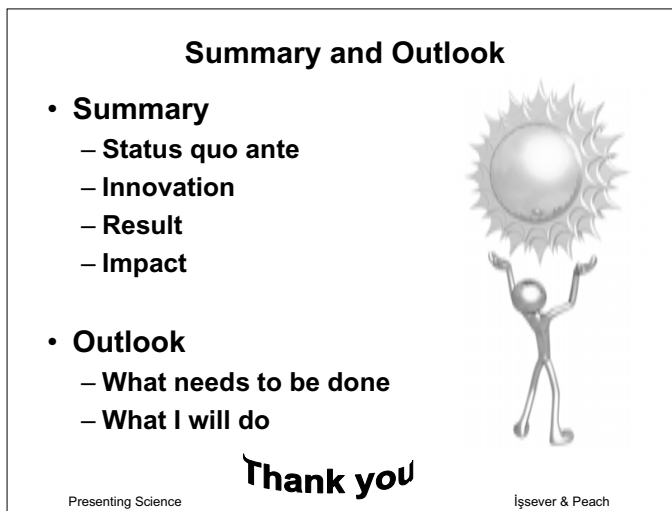 Summary and Outlook
• Summary
– Status quo ante
– Innovation
– Result
– Impact
• Outlook
– What needs to be done
– What I will do
Thank you
Presenting Science
İşsever & Peach